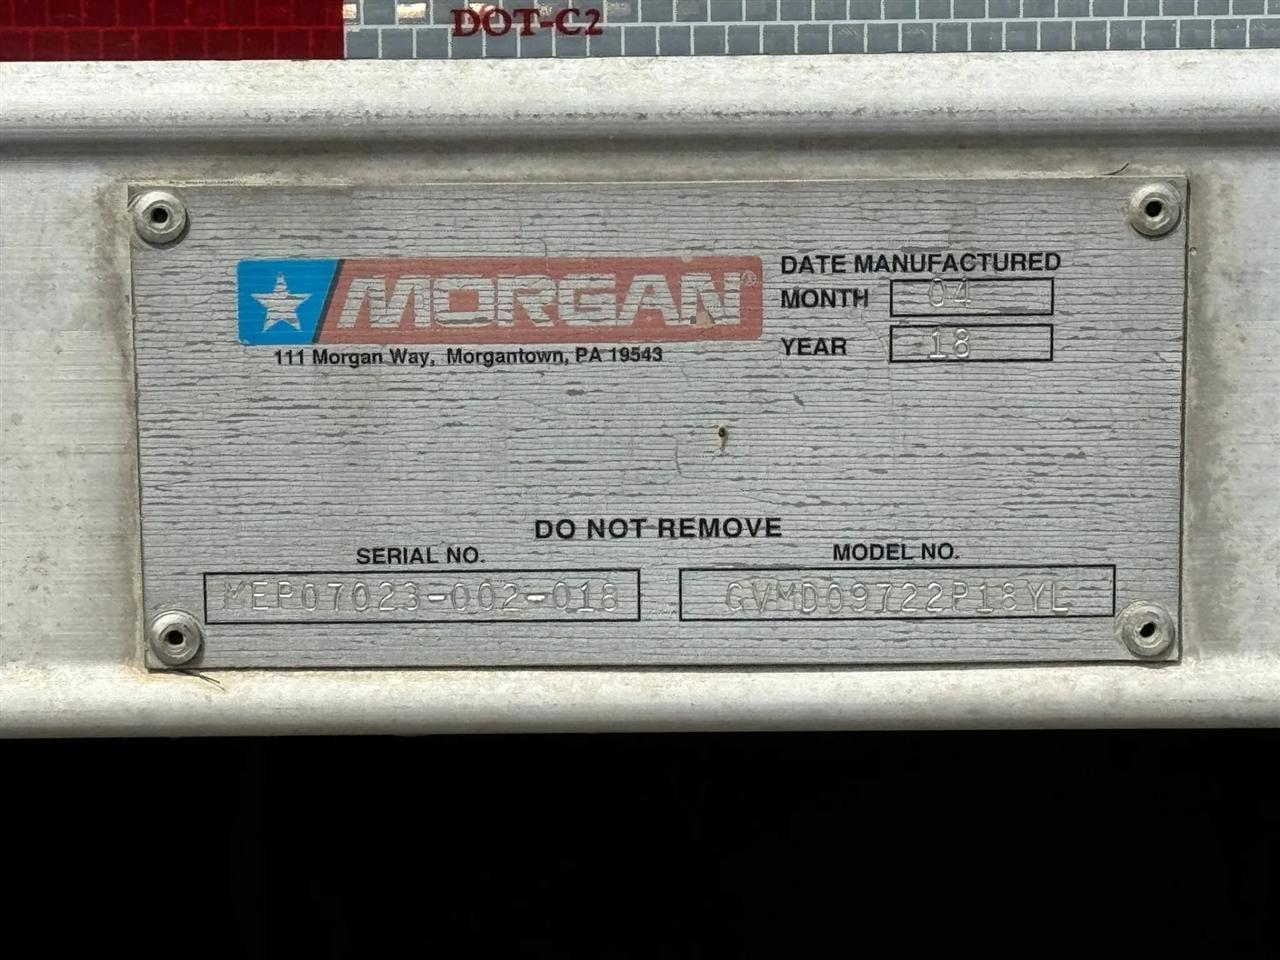 DOT-C2
MORGAN®
111 Morgan Way, Morgantown, PA 19543
DATE MANUFACTURED
MONTH 04
YEAR 18
DO NOT REMOVE
SERIAL NO.
MEP07023-002-018
MODEL NO.
GVMD09722P18YL